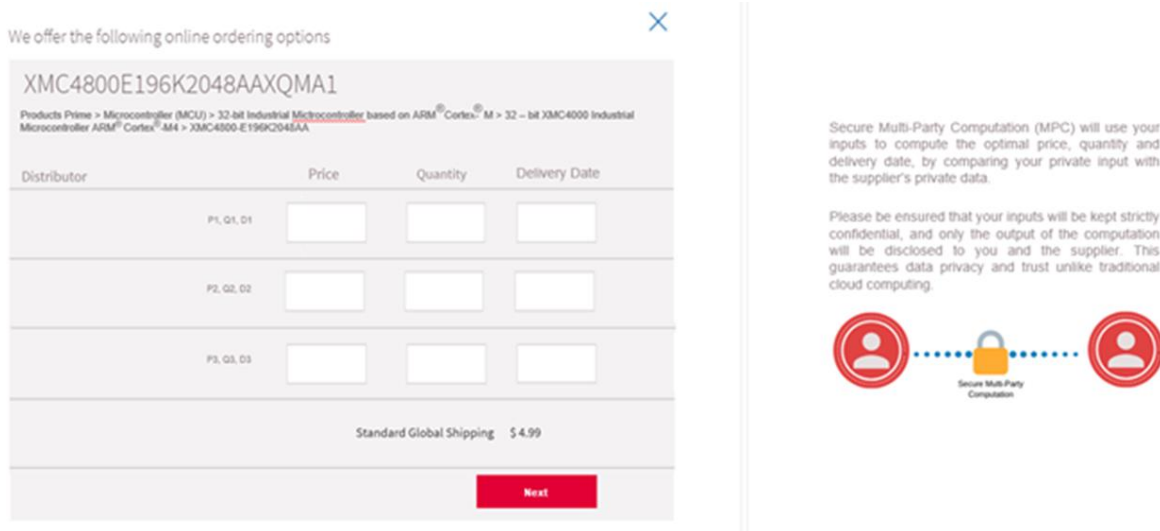 We offer the following online ordering options
XMC4800E196K2048AAXQMA1
Products Prime > Microcontroller (MCU) > 32-bit Industrial Mictrocontroller based on ARM® Cortex-® M > 32 – bit XMC4000 Industrial
Microcontroller ARM® Cortex®-M4 > XMC4800-E196K2048AA
Distributor Price Quantity Delivery Date
P1, Q1, D1
P2, Q2, D2
P3, Q3, D3
Standard Global Shipping $ 4.99
Next
Secure Multi-Party Computation (MPC) will use your
inputs to compute the optimal price, quantity and
delivery date, by comparing your private input with
the supplier's private data.
Please be ensured that your inputs will be kept strictly
confidential, and only the output of the computation
will be disclosed to you and the supplier. This
guarantees data privacy and trust unlike traditional
cloud computing.
Secure Multi-Party
Computation